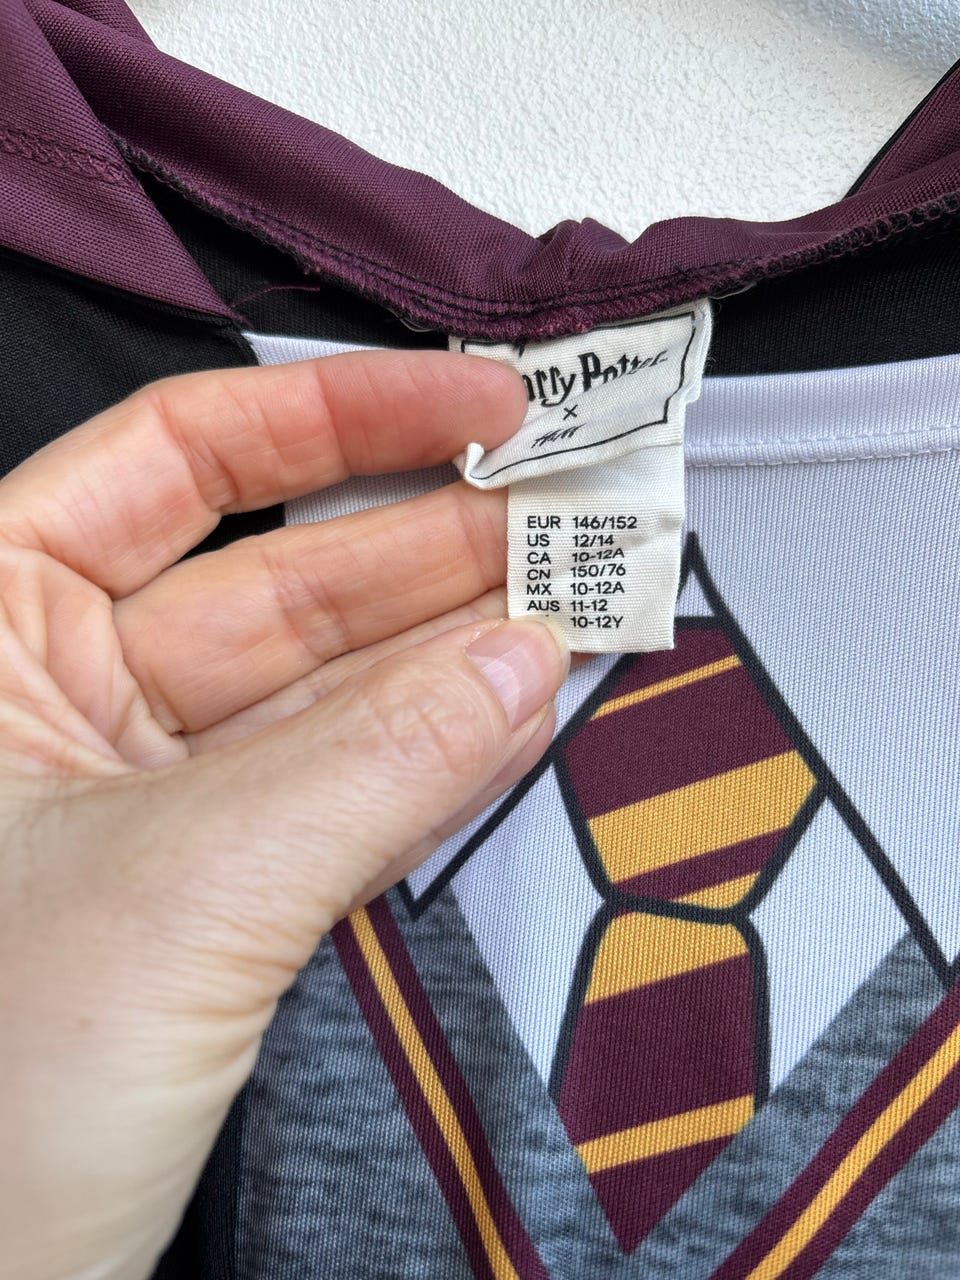 Potter
x
EUR 146/152
US 12/14
CA 10-12A
CN 150/76
MX 10-12A
AUS 11-12
10-12Y